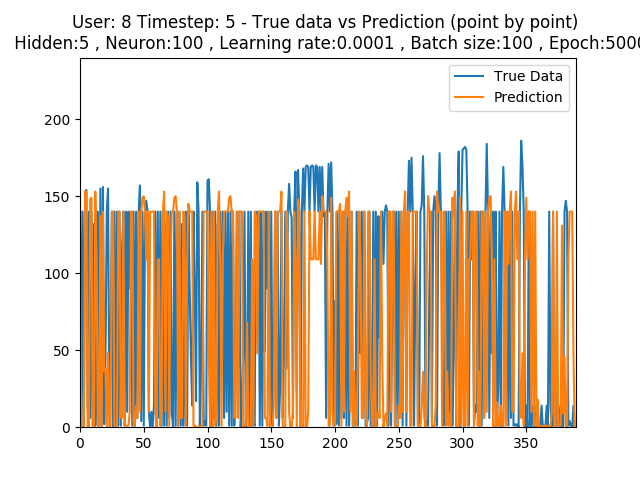 User: 8 Timestep: 5 - True data vs Prediction (point by point)
Hidden:5 , Neuron:100 , Learning rate:0.0001 , Batch size:100 , Epoch:5000
True Data
Prediction
200
150
100
50
0
0 50 100 150 200 250 300 350